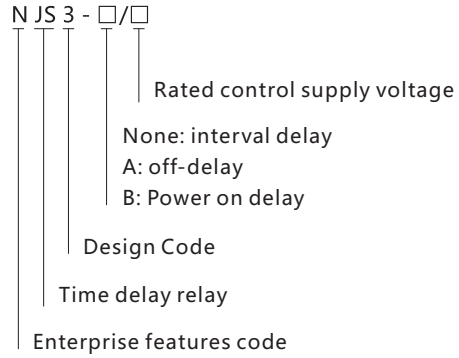 N JS 3 - □/□
Rated control supply voltage
None: interval delay
A: off-delay
B: Power on delay
Design Code
Time delay relay
Enterprise features code